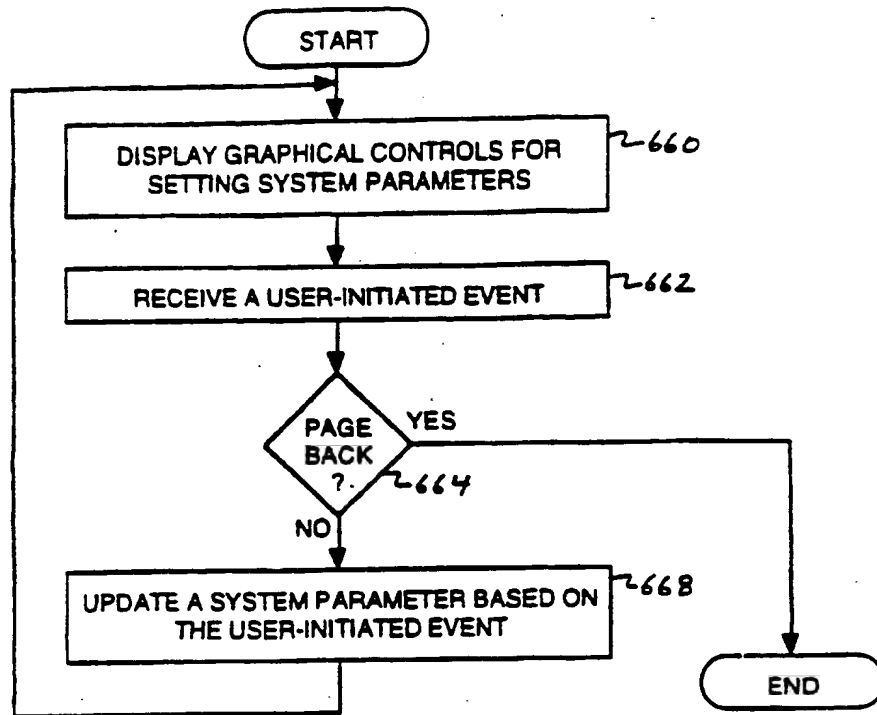 START
DISPLAY GRAPHICAL CONTROLS FOR
SETTING SYSTEM PARAMETERS
660
RECEIVE A USER-INITIATED EVENT
662
PAGE
BACK
?.
YES
664
NO
UPDATE A SYSTEM PARAMETER BASED ON
THE USER-INITIATED EVENT
668
END